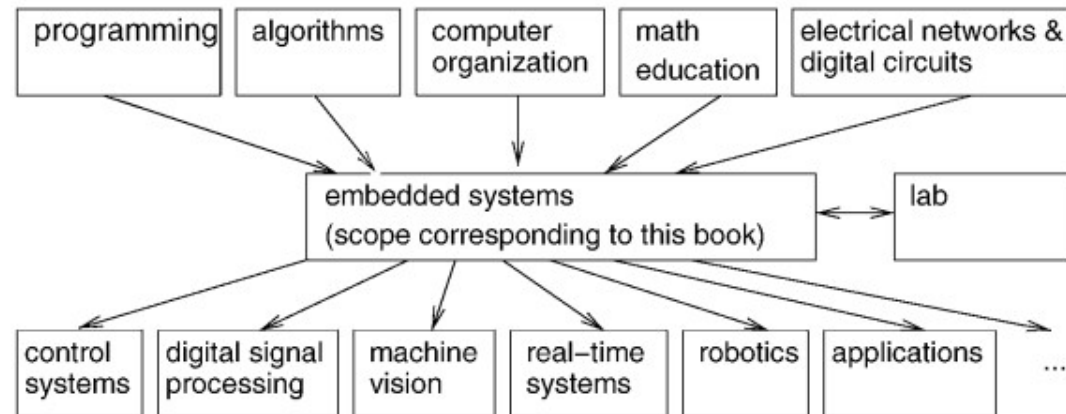 programming
algorithms
computer
organization
math
education
electrical networks &
digital circuits
embedded systems
(scope corresponding to this book)
lab
control
systems
digital signal
processing
machine
vision
real-time
systems
robotics
applications
...